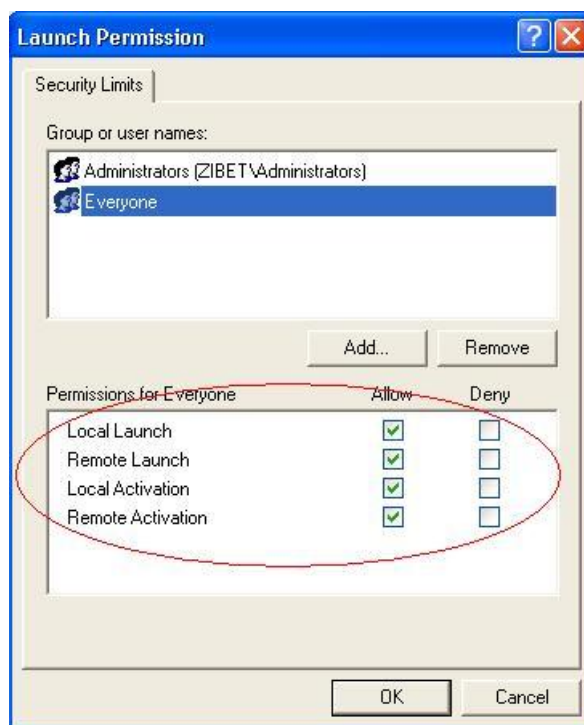 Launch Permission
Security Limits
Group or user names:
Administrators (ZIBET\Administrators)
Everyone
Add... Remove
Permissions for Everyone Allow Deny
Local Launch
Remote Launch
Local Activation
Remote Activation
OK Cancel